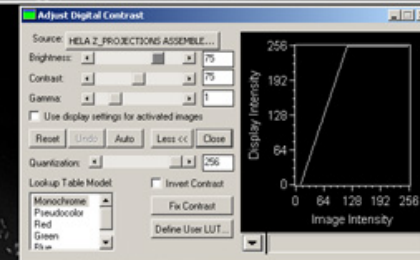 Adjust Digital Contrast
Source: HELA Z_PROJECTIONS ASSEMBLE...
Brightness: 75
Contrast: 75
Gamma: 1
Use display settings for activated images
Reset Undo Auto Less << Close
Quantization: 256
Lookup Table Model:
Invert Contrast
Monochrome
Pseudocolor
Red
Green
Blue
Fix Contrast
Define User LUT...
Display Intensity
256
192
128
64
0
0 64 128 192 256
Image Intensity